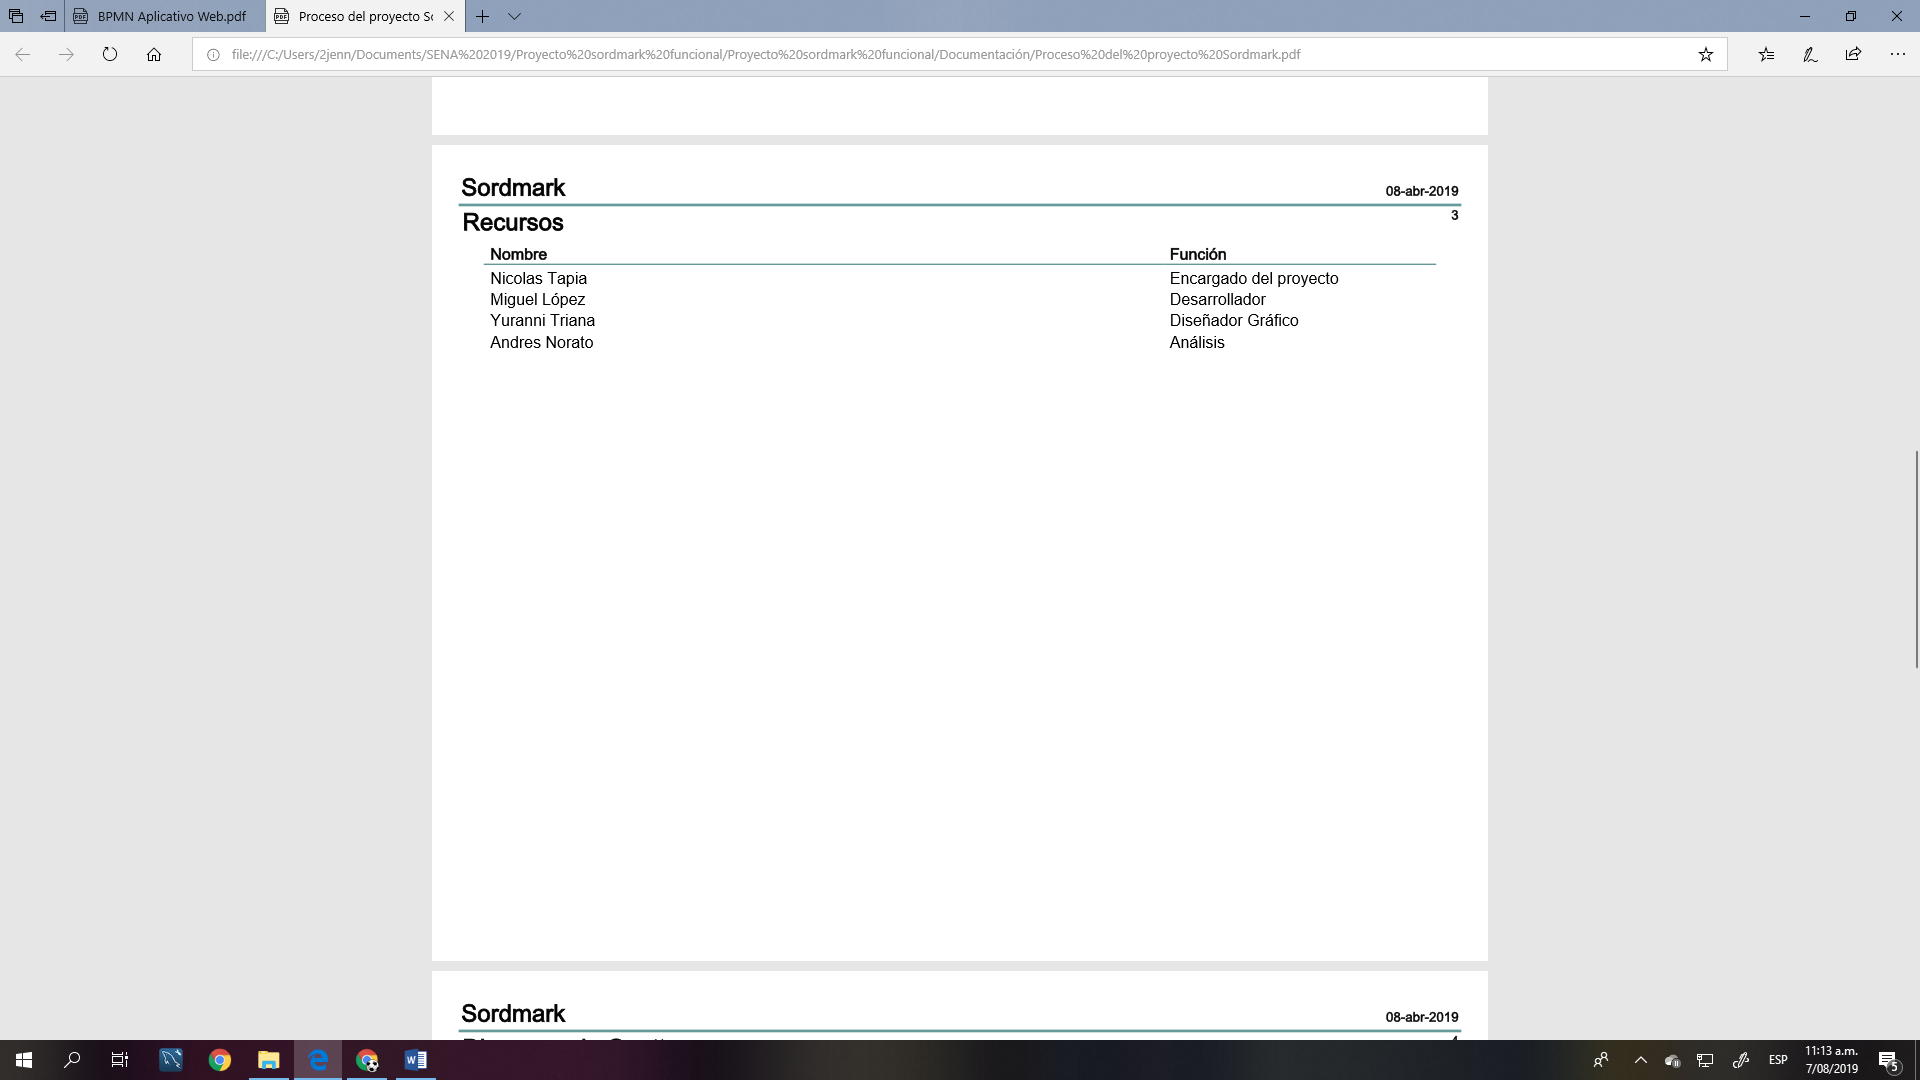 BPMN Aplicativo Web.pdf
Proceso del proyecto So
file:///C:/Users/2jenn/Documents/SENA%202019/Proyecto%20sordmark%20funcional/Proyecto%20sordmark%20funcional/Documentación/Proceso%20del%20proyecto%20Sordmark.pdf
Sordmark 08-abr-2019
Recursos 3
Nombre Función
Nicolas Tapia Encargado del proyecto
Miguel López Desarrollador
Yuranni Triana Diseñador Gráfico
Andres Norato Análisis
Sordmark 08-abr-2019
ESP
11:13 a.m.
7/08/2019
5